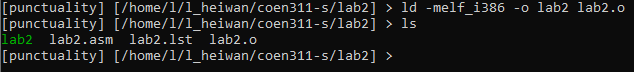 [punctuality] [/home/l/l_heiwan/coen311-s/lab2] > ld -melf_i386 -o lab2 lab2.o
[punctuality] [/home/l/l_heiwan/coen311-s/lab2] > ls
lab2  lab2.asm  lab2.lst  lab2.o
[punctuality] [/home/l/l_heiwan/coen311-s/lab2] >